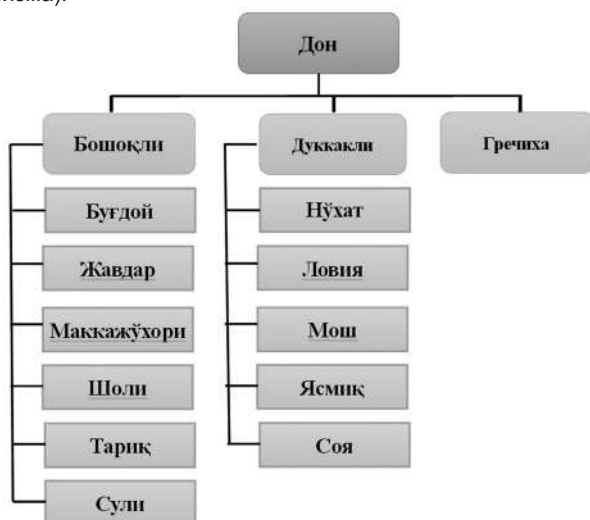 Дон
Бошоқли
Дуккакли
Гречиха
Буғдой
Нўхат
Жавдар
Ловия
Маккажўхори
Мош
Шоли
Ясмиқ
Тариқ
Соя
Сули